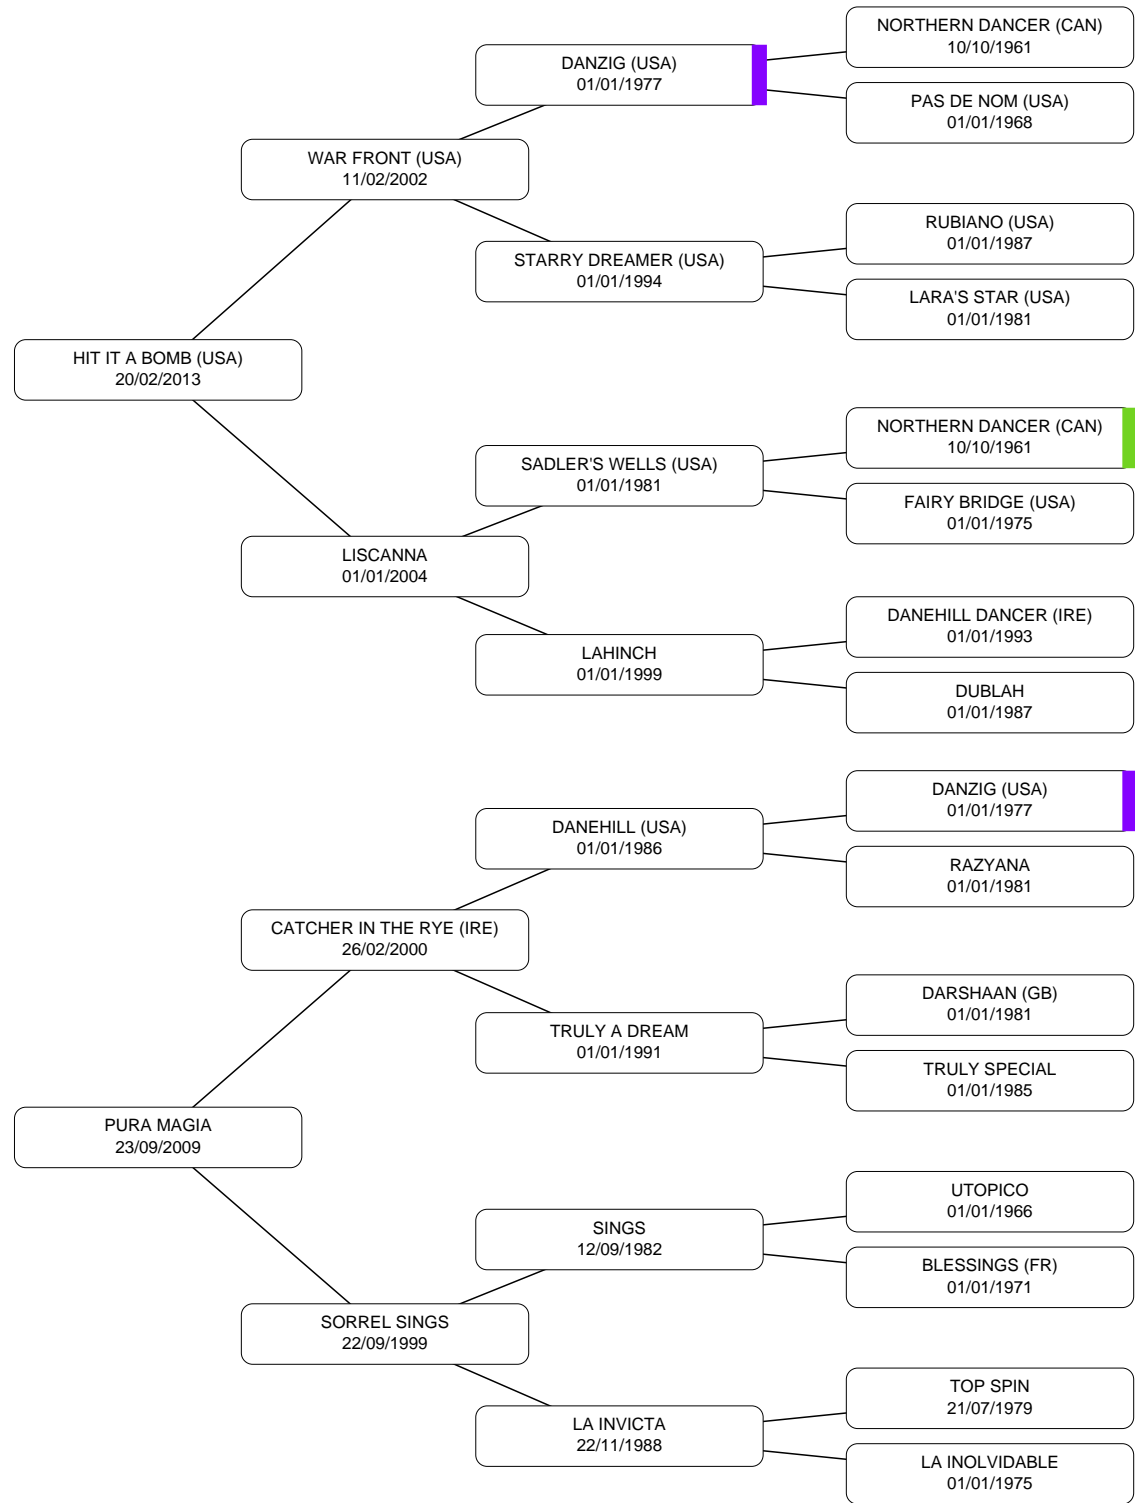 NORTHERN DANCER (CAN)
10/10/1961
DANZIG (USA)
01/01/1977
PAS DE NOM (USA)
01/01/1968
WAR FRONT (USA)
11/02/2002
RUBIANO (USA)
01/01/1987
STARRY DREAMER (USA)
01/01/1994
LARA'S STAR (USA)
01/01/1981
HIT IT A BOMB (USA)
20/02/2013
NORTHERN DANCER (CAN)
10/10/1961
SADLER'S WELLS (USA)
01/01/1981
FAIRY BRIDGE (USA)
01/01/1975
LISCANNA
01/01/2004
DANEHILL DANCER (IRE)
01/01/1993
LAHINCH
01/01/1999
DUBLAH
01/01/1987
DANZIG (USA)
01/01/1977
DANEHILL (USA)
01/01/1986
RAZYANA
01/01/1981
CATCHER IN THE RYE (IRE)
26/02/2000
DARSHAAN (GB)
01/01/1981
TRULY A DREAM
01/01/1991
TRULY SPECIAL
01/01/1985
PURA MAGIA
23/09/2009
UTOPICO
01/01/1966
SINGS
12/09/1982
BLESSINGS (FR)
01/01/1971
SORREL SINGS
22/09/1999
TOP SPIN
21/07/1979
LA INVICTA
22/11/1988
LA INOLVIDABLE
01/01/1975